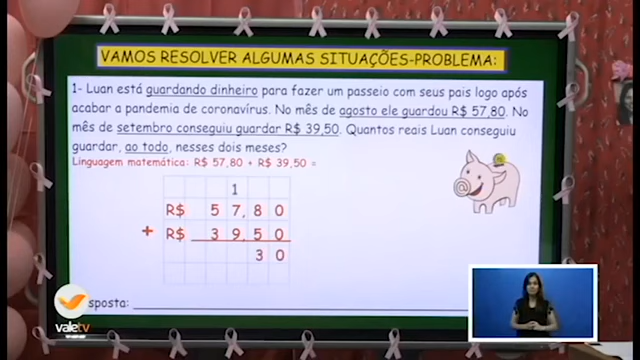 VAMOS RESOLVER ALGUMAS SITUAÇÕES-PROBLEMA:
1- Luan está guardando dinheiro para fazer um passeio com seus pais logo após
acabar a pandemia de coronavírus. No mês de agosto ele guardou R$ 57,80. No
mês de setembro conseguiu guardar R$ 39,50. Quantos reais Luan conseguiu
guardar, ao todo, nesses dois meses?
Linguagem matemática: R$ 57,80 + R$ 39,50 =
1
R$ 5 7, 8 0
+ R$ 3 9, 5 0
3 0
sposta:
valetv